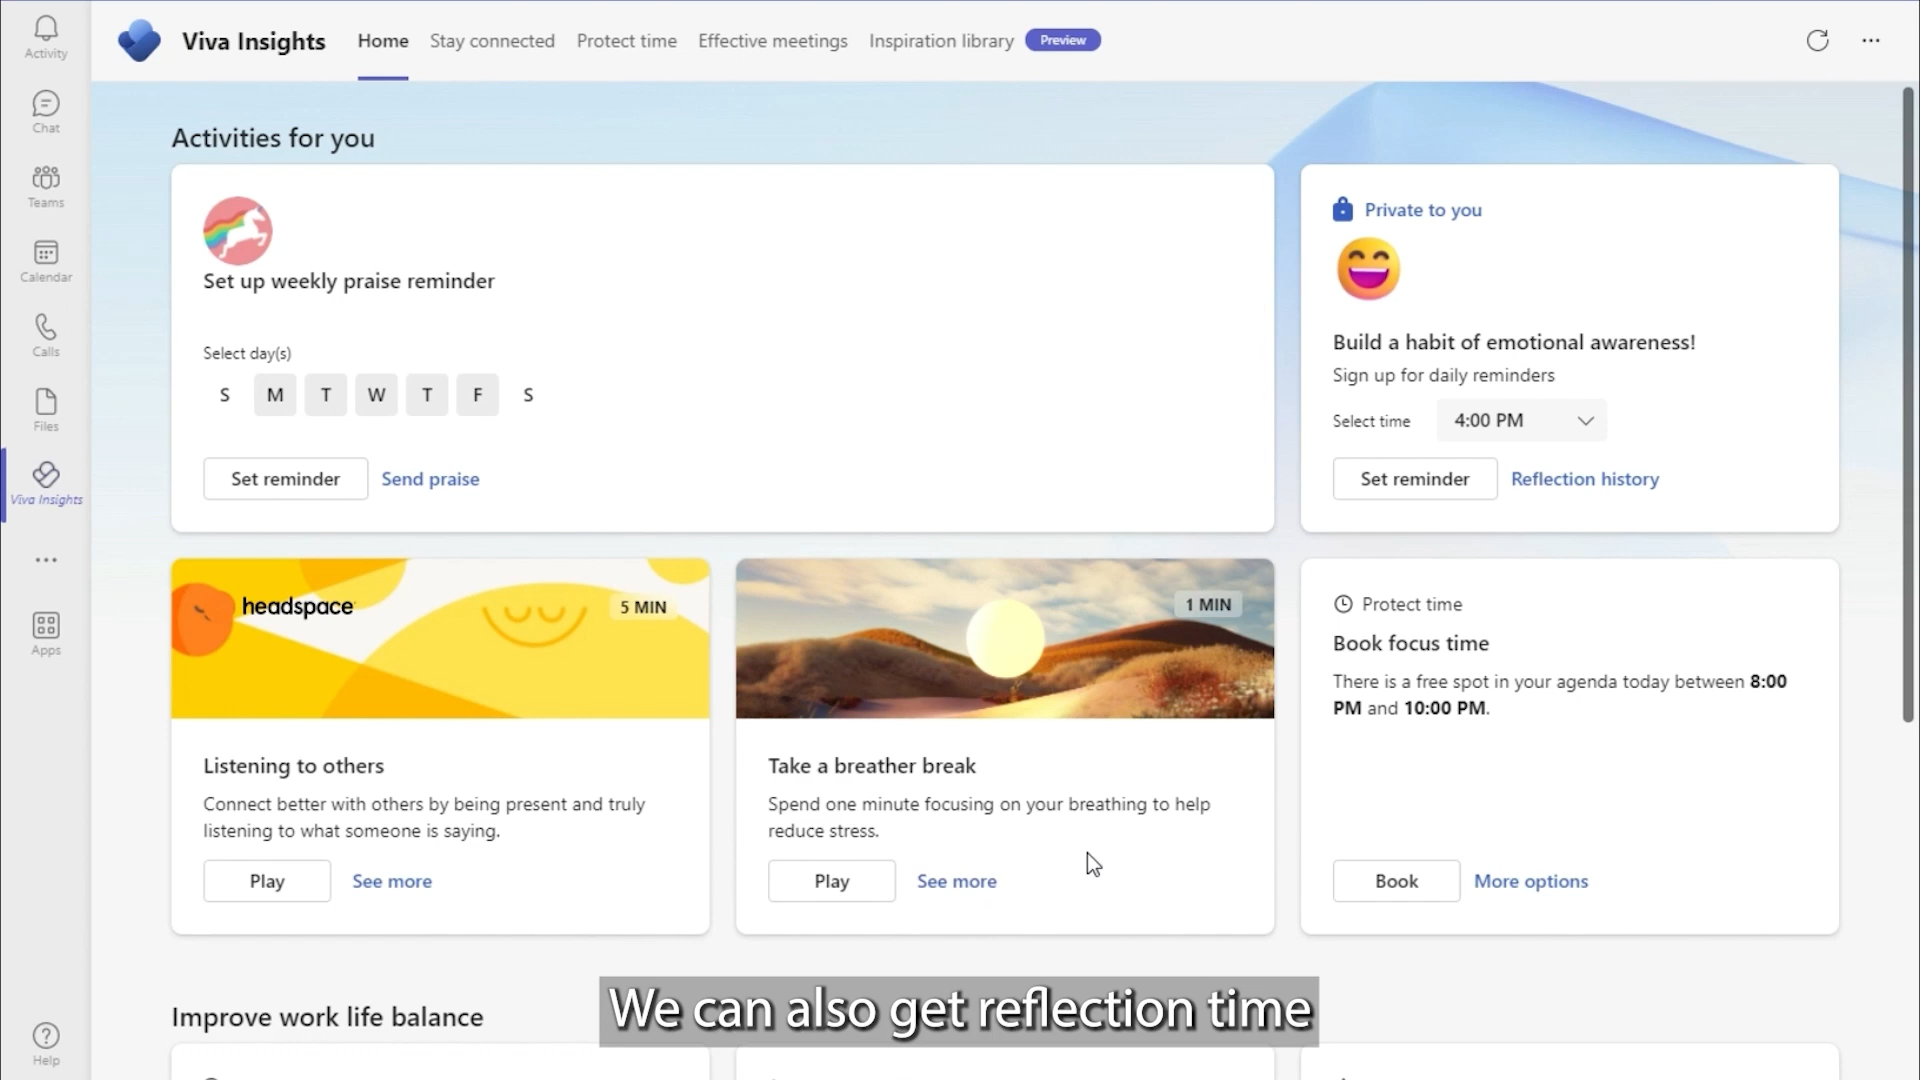 Activity
Chat
Teams
Calendar
Calls
Files
Viva Insights
Apps
Help
Viva Insights
Home
Stay connected
Protect time
Effective meetings
Inspiration library
Preview
Activities for you
Set up weekly praise reminder
Select day(s)
S M T W T F S
Set reminder
Send praise
Private to you
Build a habit of emotional awareness!
Sign up for daily reminders
Select time
4:00 PM
Set reminder
Reflection history
headspace
5 MIN
Listening to others
Connect better with others by being present and truly
listening to what someone is saying.
Play
See more
1 MIN
Take a breather break
Spend one minute focusing on your breathing to help
reduce stress.
Play
See more
Protect time
Book focus time
There is a free spot in your agenda today between 8:00
PM and 10:00 PM.
Book
More options
Improve work life balance
We can also get reflection time